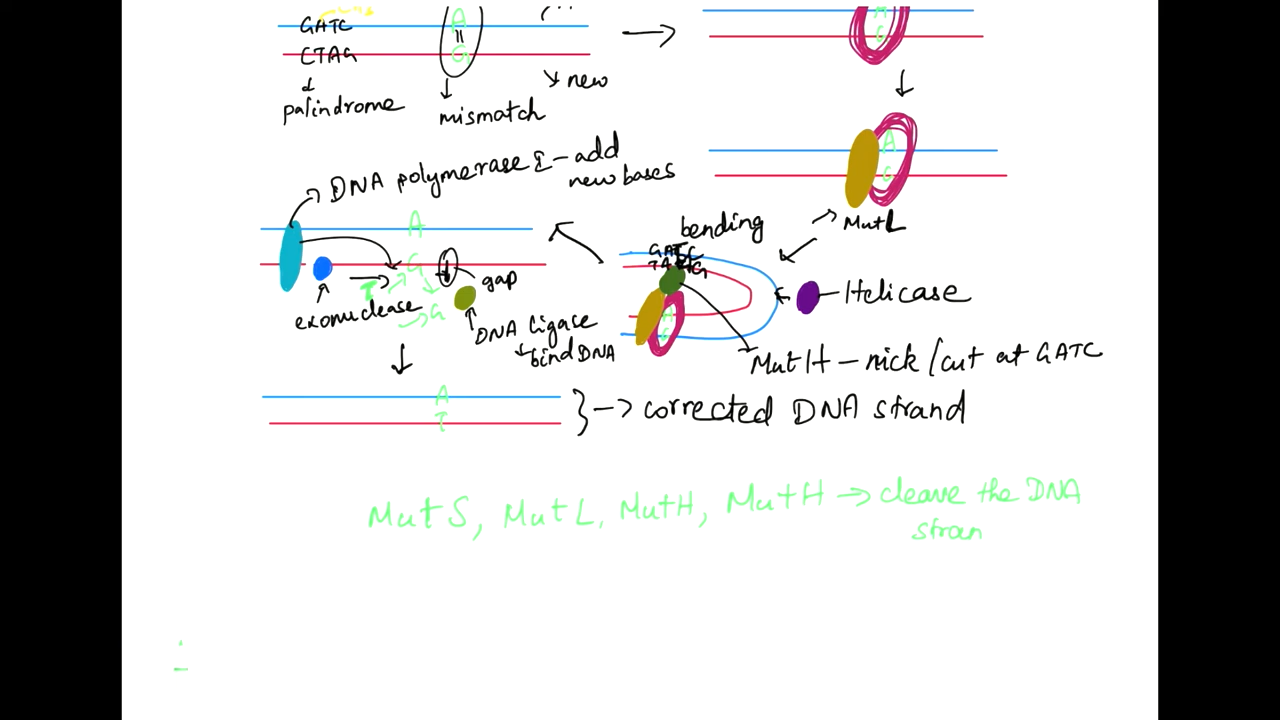 GATC
A
A
G
CTAG
G
palindrome
mismatch
new
DNA polymerase I - add
new bases
A
G
MutL
bending
GATC
A
G
T
G
gap
exonuclease
G
DNA ligase
bind DNA
A
G
Helicase
MutH - nick/cut at GATC
A
T
corrected DNA strand
MutS, MutL, MutH, MutH → cleave the DNA
stran